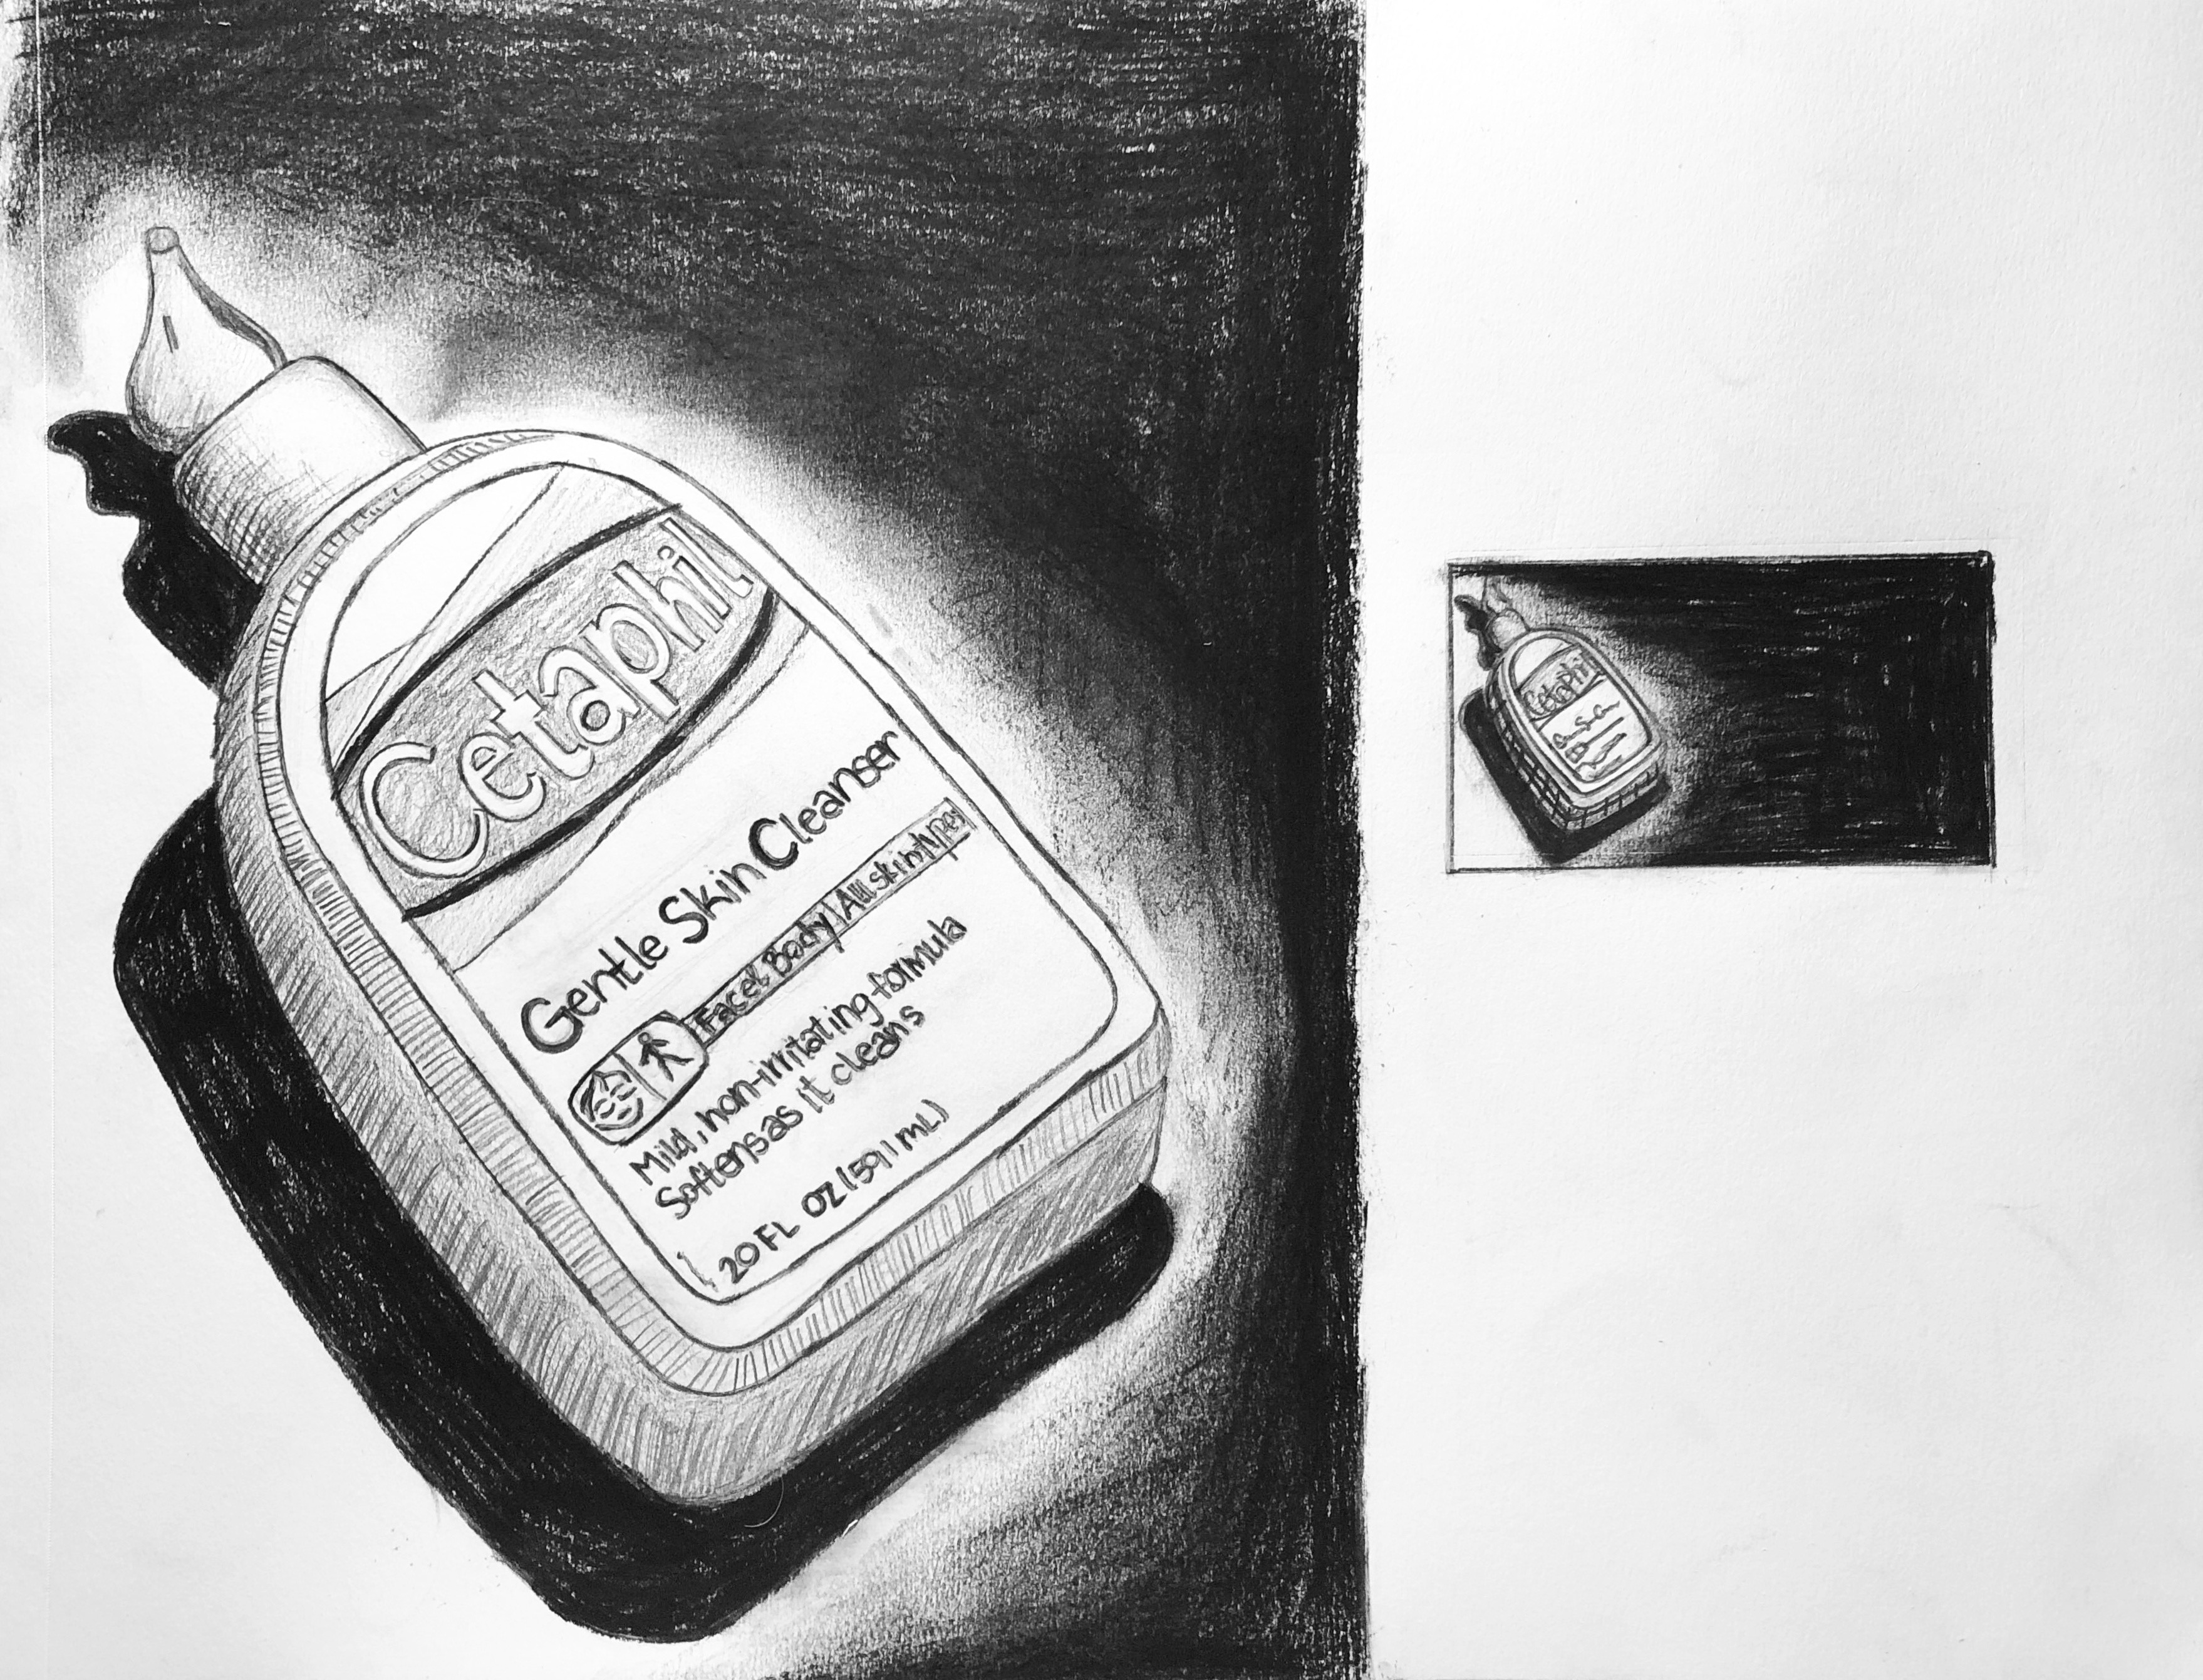 Cetaphil
Gentle Skin Cleanser
Face & Body | All skin types
Mild, non-irritating formula
Softens as it cleans
20 FL OZ (591 mL)
Cetaphil